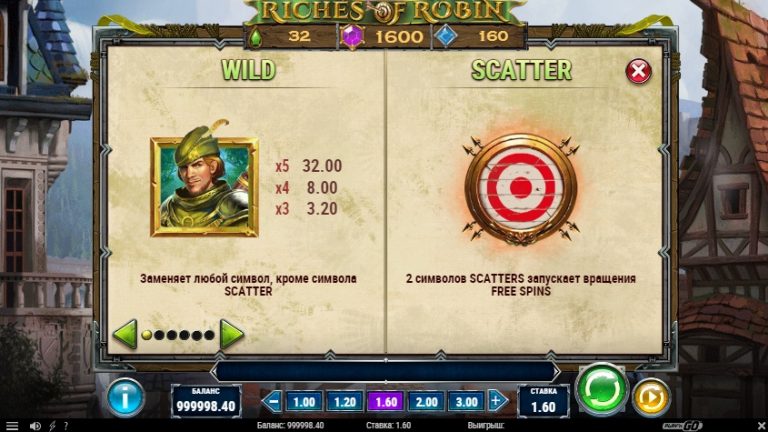 RICHES OF ROBIN
32 1600 160
WILD
x5 32.00
x4 8.00
x3 3.20
Заменяет любой символ, кроме символа
SCATTER
SCATTER
2 символов SCATTERS запускает вращения
FREE SPINS
БАЛАНС
999998.40
1.00 1.20 1.60 2.00 3.00
СТАВКА
1.60
Баланс: 999998.40 Ставка: 1.60 Выигрыш:
PLAY'N GO